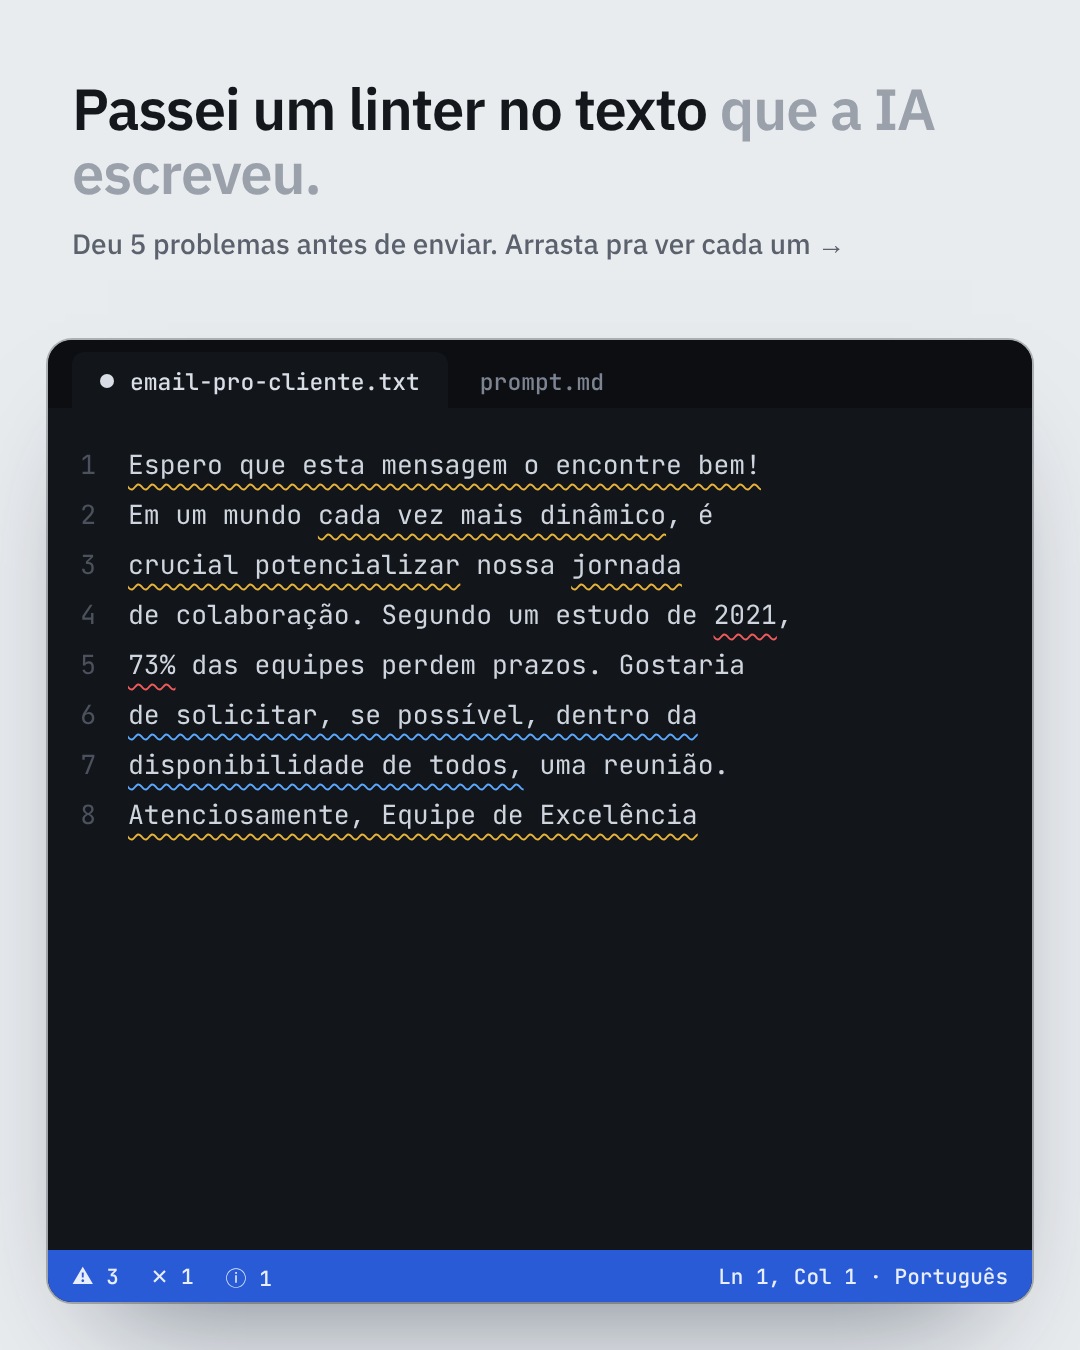 Passei um linter no texto que a IA
escreveu.
Deu 5 problemas antes de enviar. Arrasta pra ver cada um →
email-pro-cliente.txt prompt.md
1 Espero que esta mensagem o encontre bem!
2 Em um mundo cada vez mais dinâmico, é
3 crucial potencializar nossa jornada
4 de colaboração. Segundo um estudo de 2021,
5 73% das equipes perdem prazos. Gostaria
6 de solicitar, se possível, dentro da
7 disponibilidade de todos, uma reunião.
8 Atenciosamente, Equipe de Excelência
⚠ 3 ✕ 1 ⓘ 1 Ln 1, Col 1 · Português